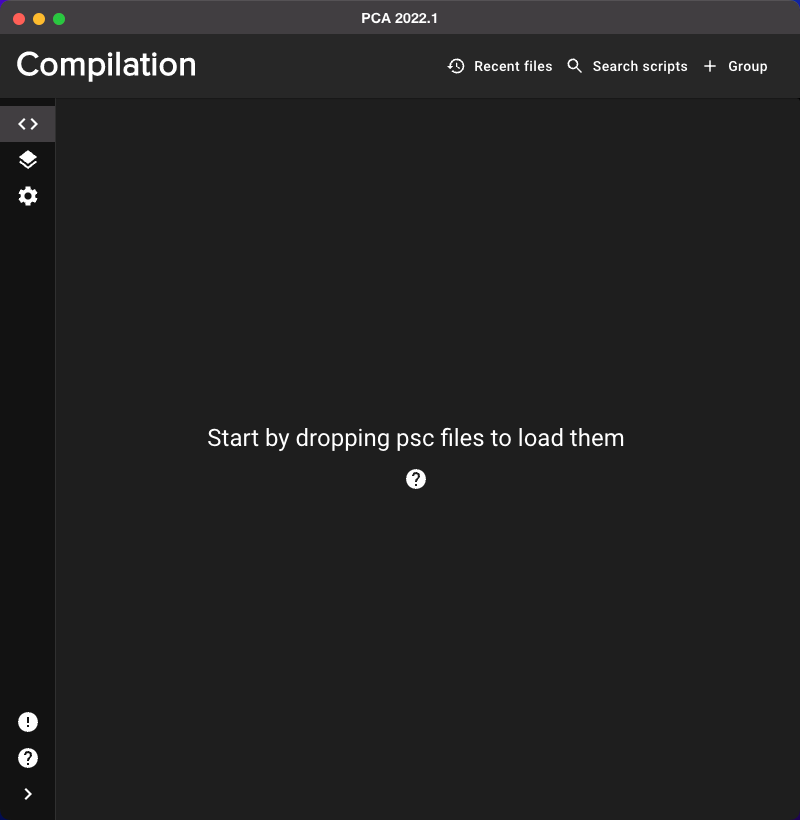 PCA 2022.1
Compilation
Recent files
Search scripts
Group
Start by dropping psc files to load them